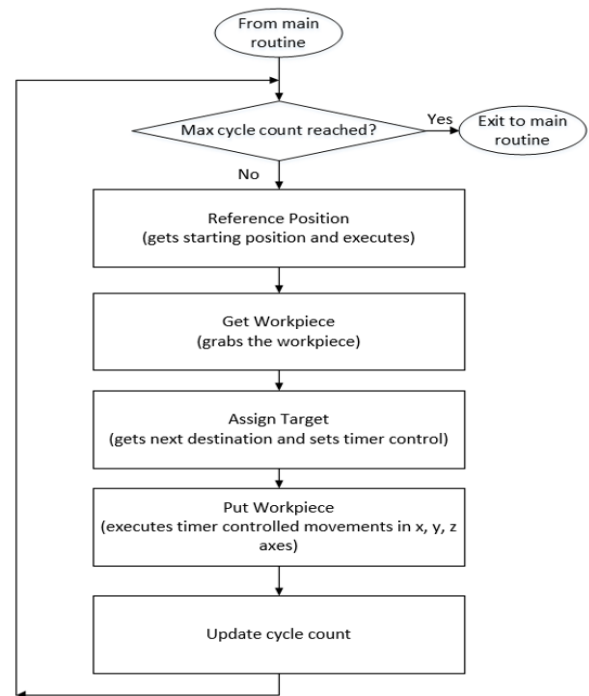 From main
routine
Max cycle count reached?
Yes
Exit to main
routine
No
Reference Position
(gets starting position and executes)
Get Workpiece
(grabs the workpiece)
Assign Target
(gets next destination and sets timer control)
Put Workpiece
(executes timer controlled movements in x, y, z
axes)
Update cycle count